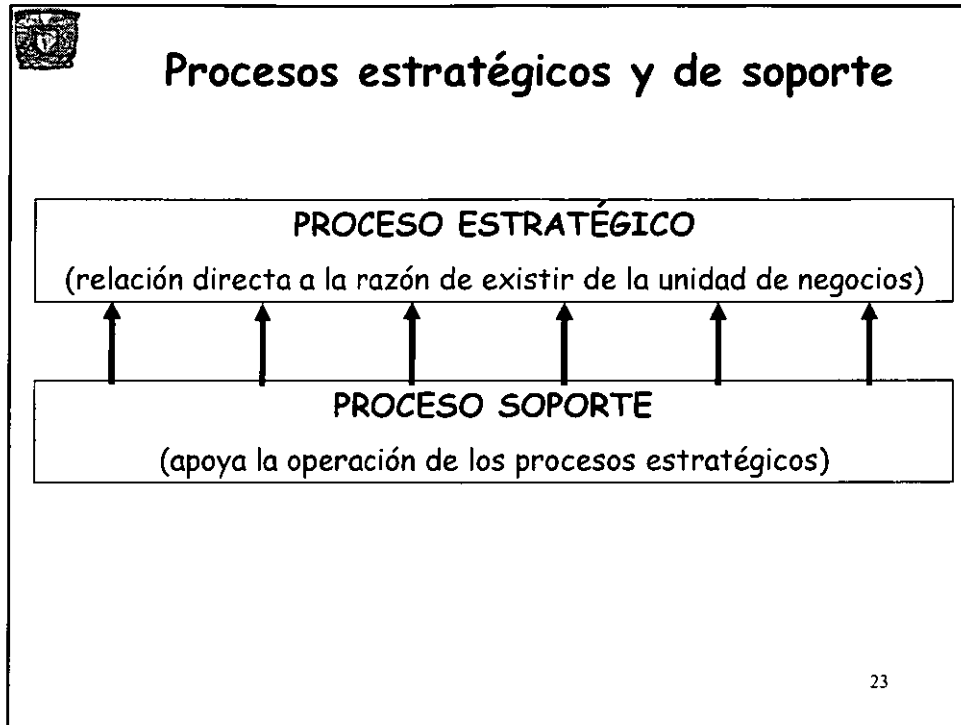 Procesos estratégicos y de soporte
PROCESO ESTRATÉGICO
(relación directa a la razón de existir de la unidad de negocios)
PROCESO SOPORTE
(apoya la operación de los procesos estratégicos)
23